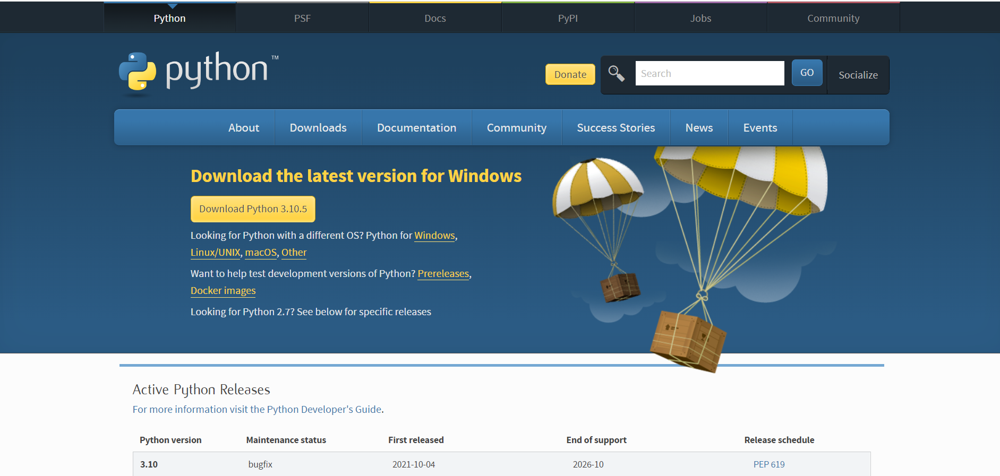 Python PSF Docs PyPI Jobs Community
python™
Donate Search GO Socialize
About Downloads Documentation Community Success Stories News Events
Download the latest version for Windows
Download Python 3.10.5
Looking for Python with a different OS? Python for Windows,
Linux/UNIX, macOS, Other
Want to help test development versions of Python? Prereleases,
Docker images
Looking for Python 2.7? See below for specific releases
Active Python Releases
For more information visit the Python Developer's Guide.
Python version Maintenance status First released End of support Release schedule
3.10 bugfix 2021-10-04 2026-10 PEP 619